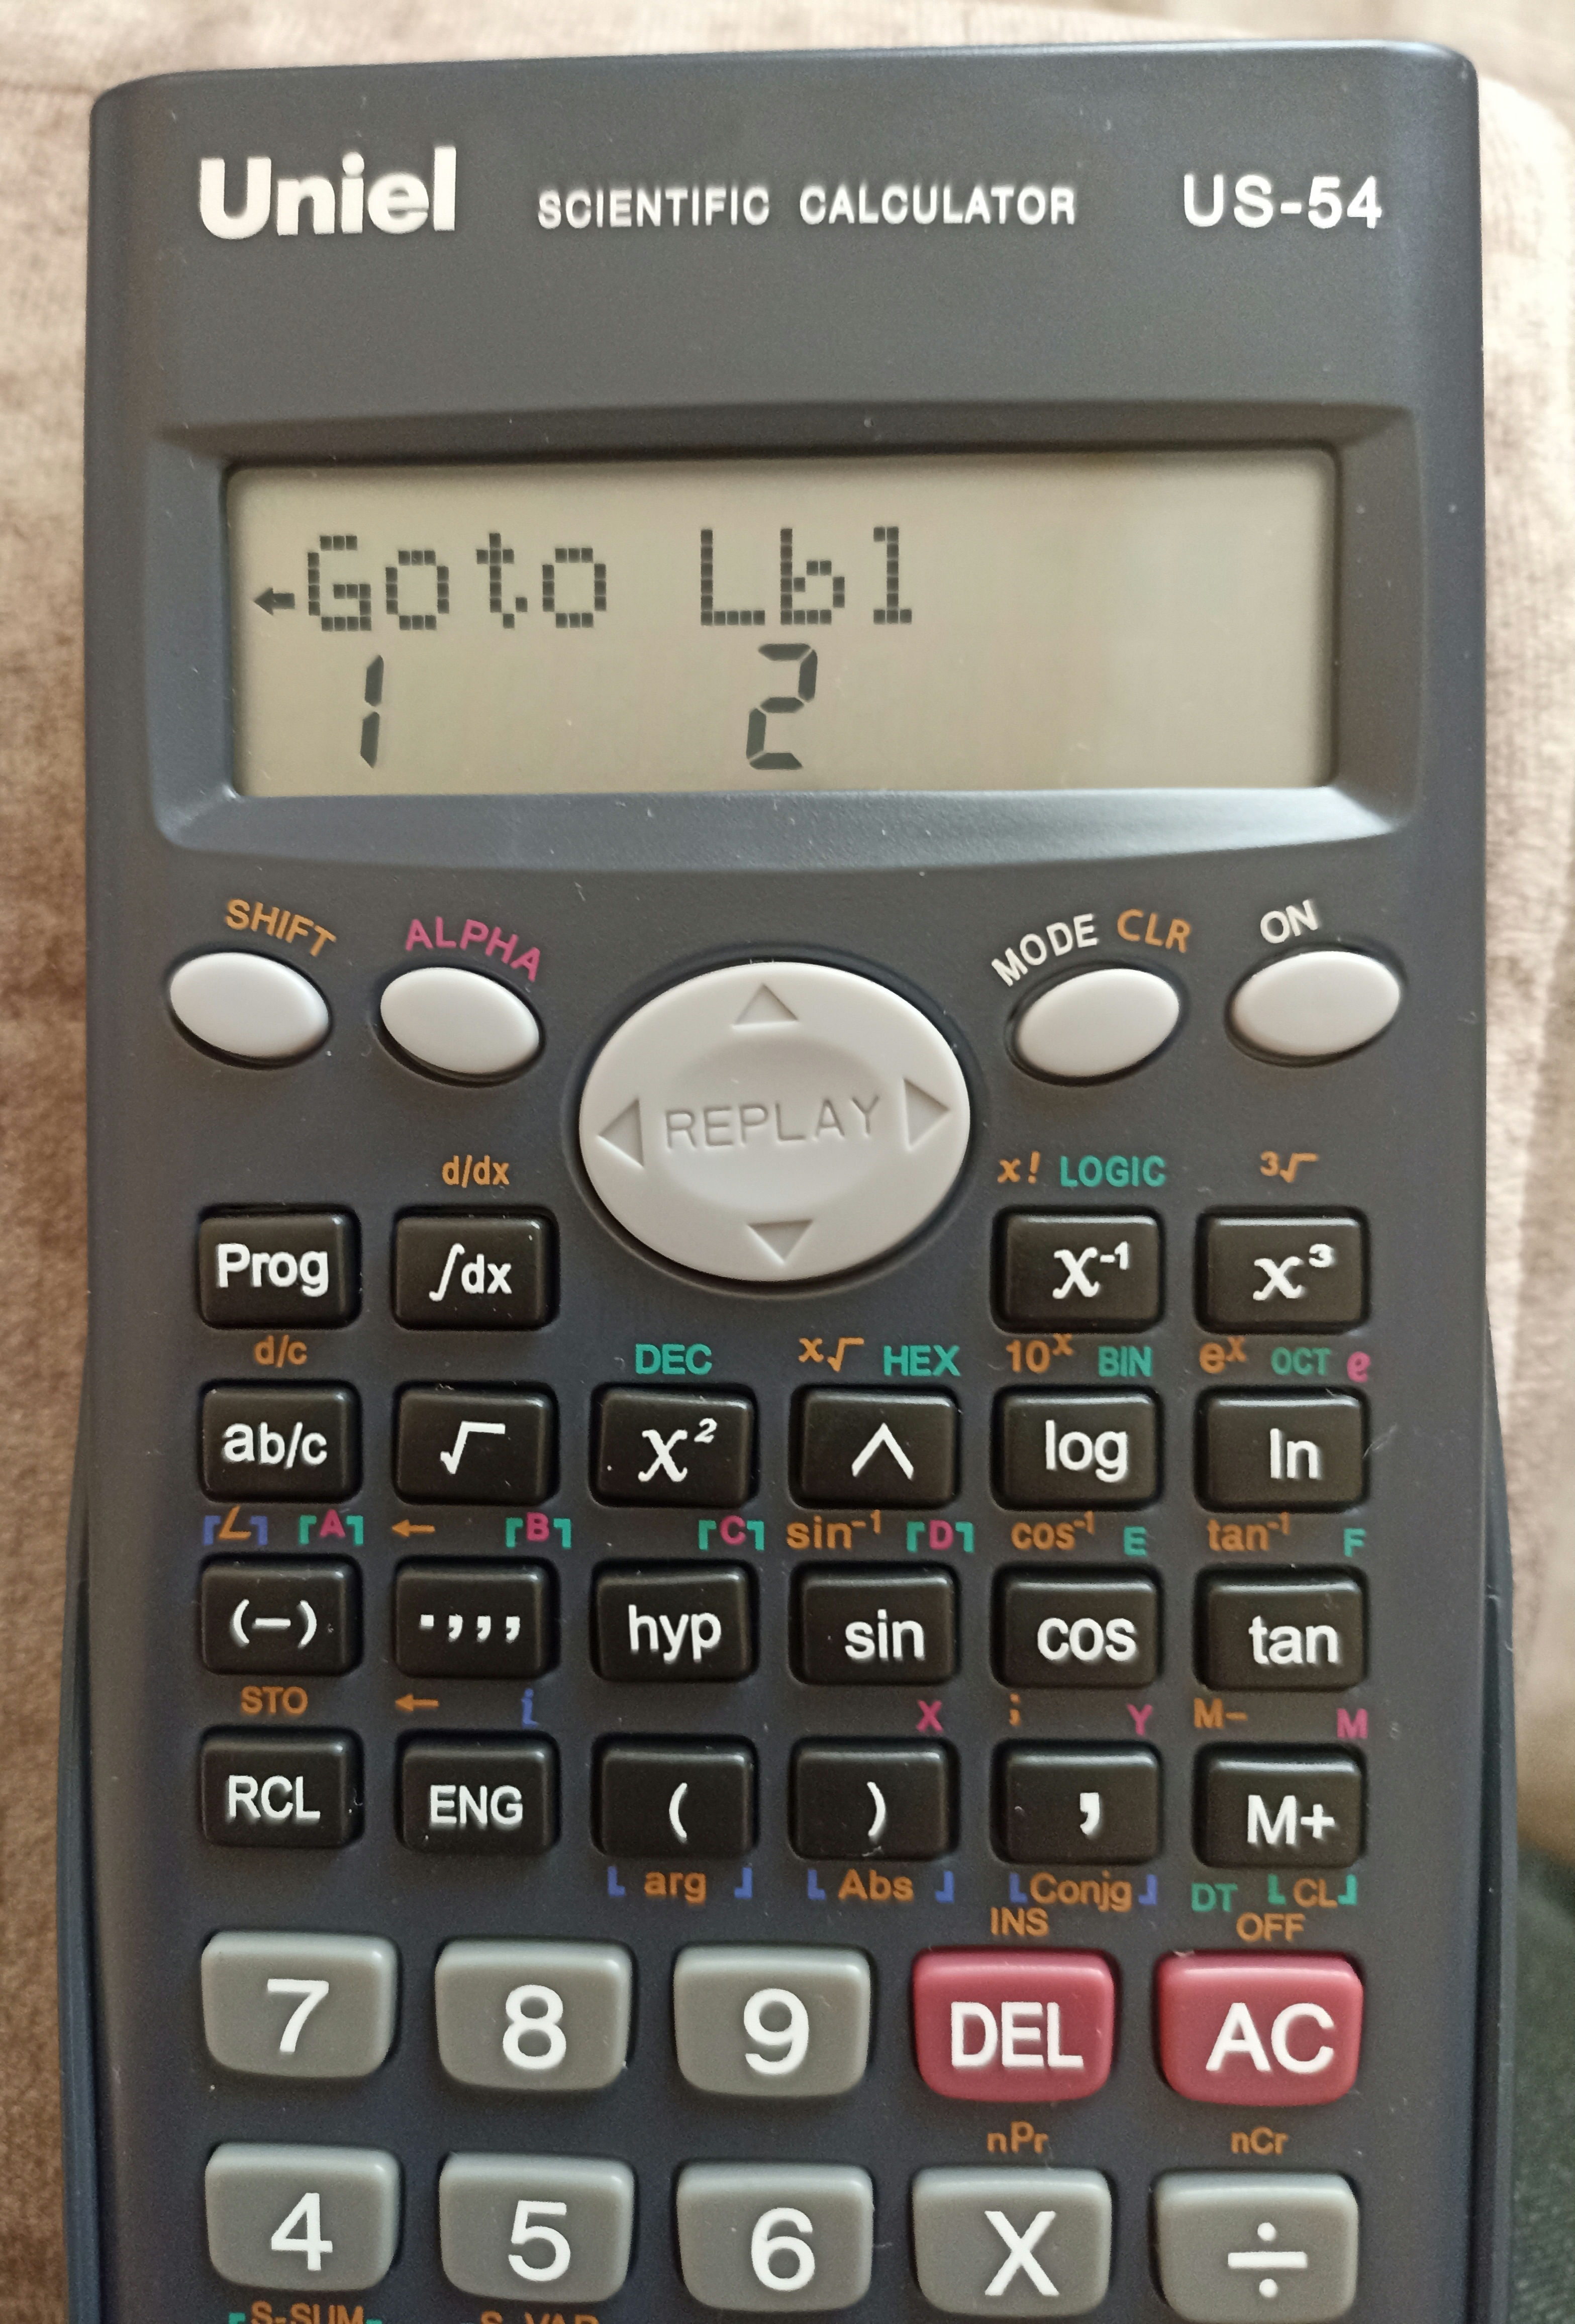 Uniel SCIENTIFIC CALCULATOR US-54
←Goto Lbl
1 2
SHIFT ALPHA MODE CLR ON
REPLAY
d/dx x! LOGIC ³√
Prog ∫dx x⁻¹ x³
d/c DEC x√ HEX 10ˣ BIN eˣ OCT e
ab/c √ x² ^ log ln
∠ A ← B C sin⁻¹ D cos⁻¹ E tan⁻¹ F
(−) ·,,, hyp sin cos tan
STO ← i X ; Y M− M
RCL ENG ( ) , M+
arg Abs Conjg DT CL
INS OFF
7 8 9 DEL AC
nPr nCr
4 5 6 X ÷
S-SUM S-VAR